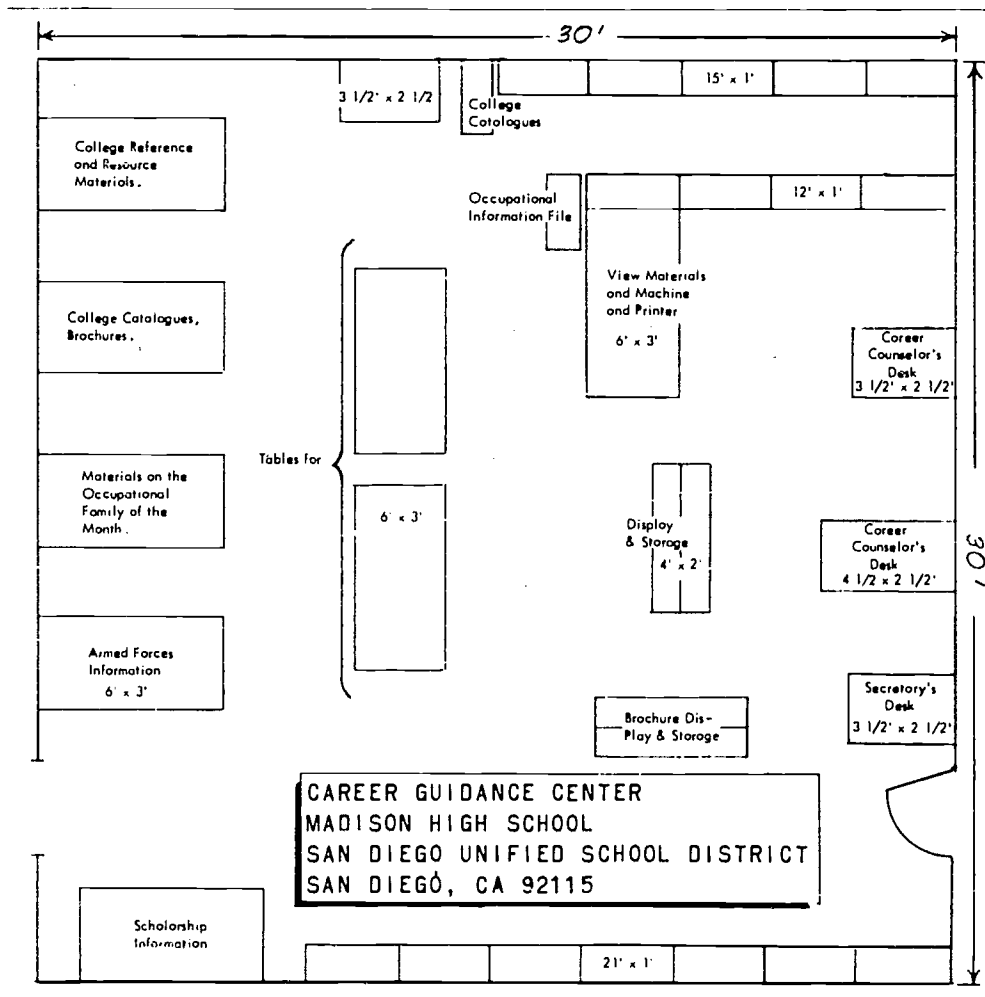 30'
3 1/2' x 2 1/2
College
Catologues
15' x 1'
College Reference
and Resource
Materials.
Occupational
Information File
12' x 1'
View Materials
and Machine
and Printer
6' x 3'
College Catalogues,
Brochures.
Career
Counselor's
Desk
3 1/2' x 2 1/2'
Tables for
Materials on the
Occupational
Family of the
Month.
6' x 3'
Display
& Storage
4' x 2'
Career
Counselor's
Desk
4 1/2 x 2 1/2'
30'
Armed Forces
Information
6' x 3'
Secretary's
Desk
3 1/2' x 2 1/2'
Brochure Dis-
Play & Storage
CAREER GUIDANCE CENTER
MADISON HIGH SCHOOL
SAN DIEGO UNIFIED SCHOOL DISTRICT
SAN DIEGO, CA 92115
Scholorship
Information
21' x 1'